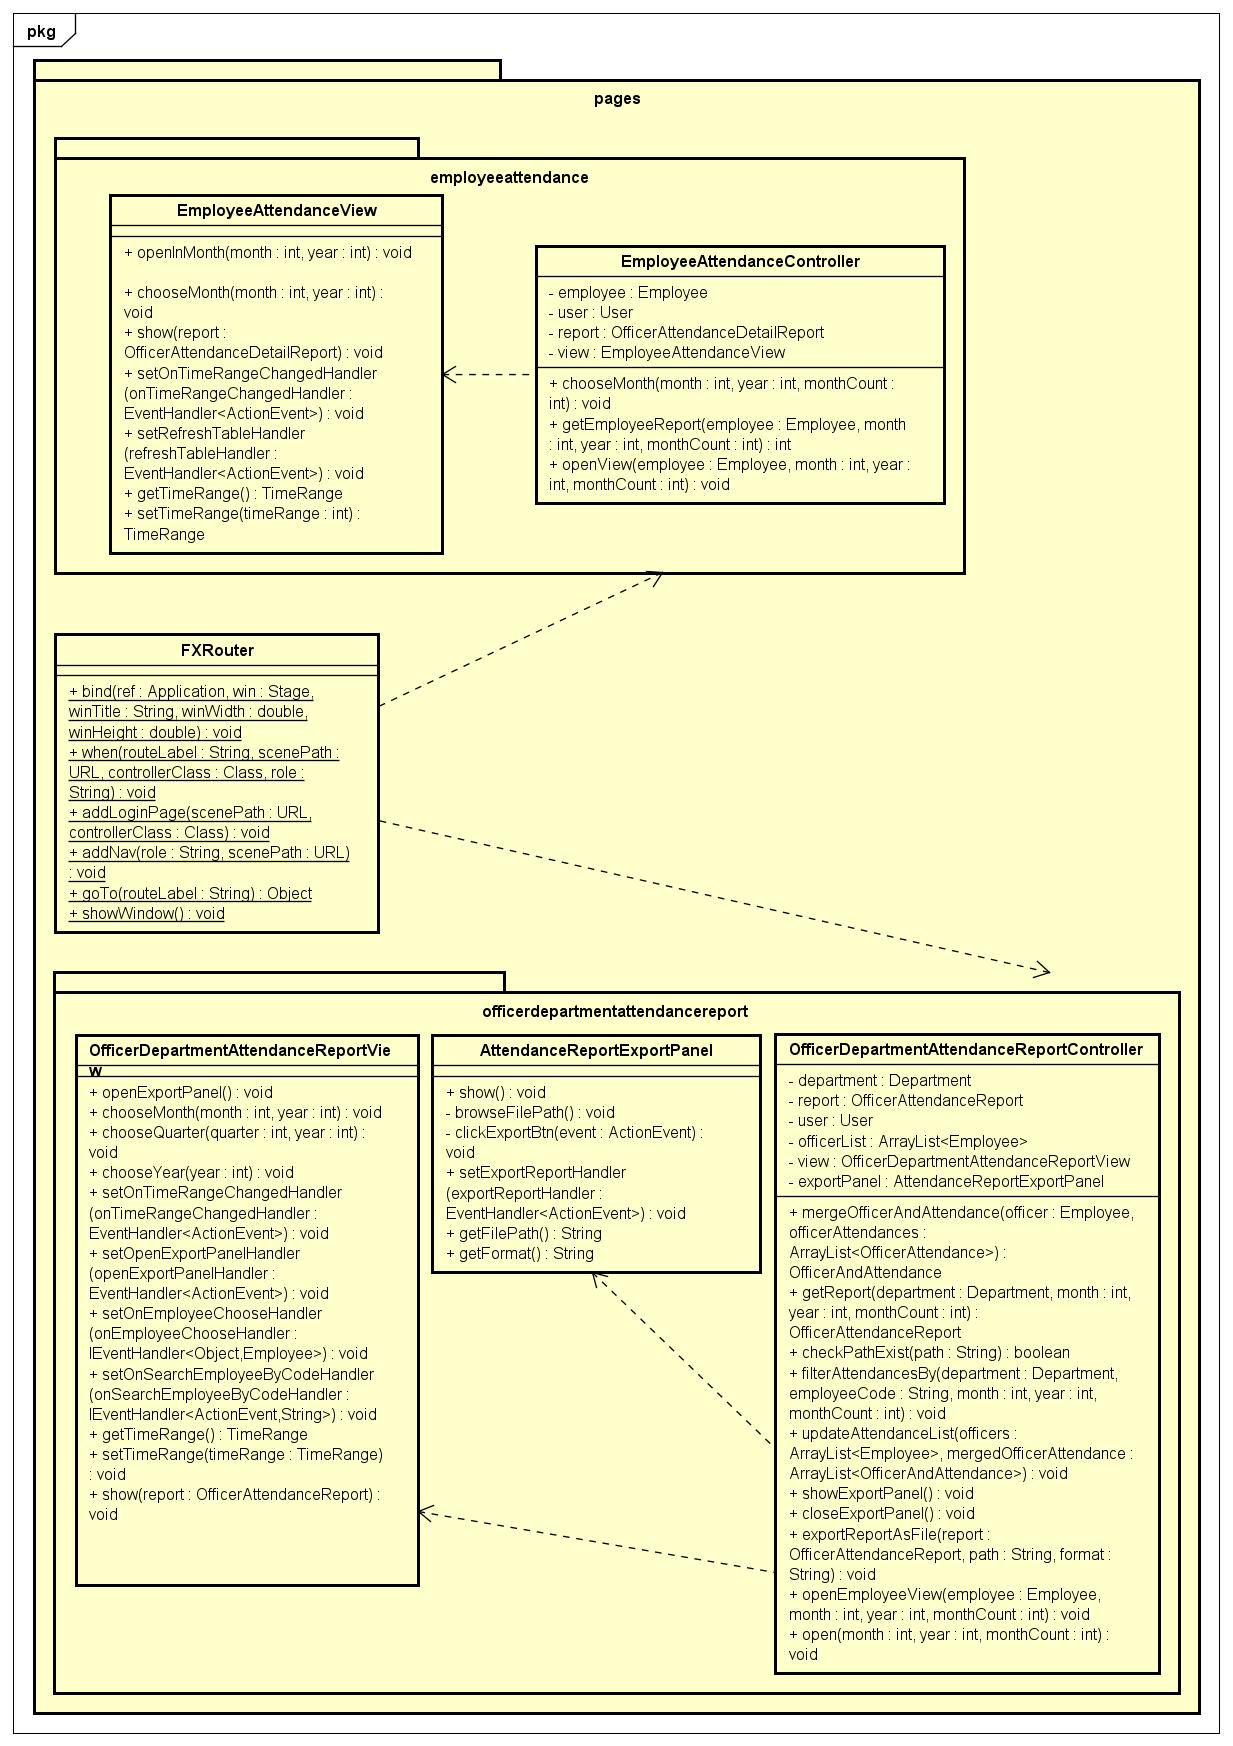 pkg
pages
employeeattendance
EmployeeAttendanceView
+ openInMonth(month : int, year : int) : void
+ chooseMonth(month : int, year : int) :
void
+ show(report :
OfficerAttendanceDetailReport) : void
+ setOnTimeRangeChangedHandler
(onTimeRangeChangedHandler :
EventHandler<ActionEvent>) : void
+ setRefreshTableHandler
(refreshTableHandler :
EventHandler<ActionEvent>) : void
+ getTimeRange() : TimeRange
+ setTimeRange(timeRange : int) :
TimeRange
EmployeeAttendanceController
- employee : Employee
- user : User
- report : OfficerAttendanceDetailReport
- view : EmployeeAttendanceView
+ chooseMonth(month : int, year : int, monthCount :
int) : void
+ getEmployeeReport(employee : Employee, month
: int, year : int, monthCount : int) : int
+ openView(employee : Employee, month : int, year :
int, monthCount : int) : void
FXRouter
+ bind(ref : Application, win : Stage,
winTitle : String, winWidth : double,
winHeight : double) : void
+ when(routeLabel : String, scenePath :
URL, controllerClass : Class, role :
String) : void
+ addLoginPage(scenePath : URL,
controllerClass : Class) : void
+ addNav(role : String, scenePath : URL)
: void
+ goTo(routeLabel : String) : Object
+ showWindow() : void
officerdepartmentattendancereport
OfficerDepartmentAttendanceReportVie
w
+ openExportPanel() : void
+ chooseMonth(month : int, year : int) : void
+ chooseQuarter(quarter : int, year : int) :
void
+ chooseYear(year : int) : void
+ setOnTimeRangeChangedHandler
(onTimeRangeChangedHandler :
EventHandler<ActionEvent>) : void
+ setOpenExportPanelHandler
(openExportPanelHandler :
EventHandler<ActionEvent>) : void
+ setOnEmployeeChooseHandler
(onEmployeeChooseHandler :
IEventHandler<Object,Employee>) : void
+ setOnSearchEmployeeByCodeHandler
(onSearchEmployeeByCodeHandler :
IEventHandler<ActionEvent,String>) : void
+ getTimeRange() : TimeRange
+ setTimeRange(timeRange : TimeRange)
: void
+ show(report : OfficerAttendanceReport) :
void
AttendanceReportExportPanel
+ show() : void
- browseFilePath() : void
- clickExportBtn(event : ActionEvent) :
void
+ setExportReportHandler
(exportReportHandler :
EventHandler<ActionEvent>) : void
+ getFilePath() : String
+ getFormat() : String
OfficerDepartmentAttendanceReportController
- department : Department
- report : OfficerAttendanceReport
- user : User
- officerList : ArrayList<Employee>
- view : OfficerDepartmentAttendanceReportView
- exportPanel : AttendanceReportExportPanel
+ mergeOfficerAndAttendance(officer : Employee,
officerAttendances :
ArrayList<OfficerAttendance>) :
OfficerAndAttendance
+ getReport(department : Department, month : int,
year : int, monthCount : int) :
OfficerAttendanceReport
+ checkPathExist(path : String) : boolean
+ filterAttendancesBy(department : Department,
employeeCode : String, month : int, year : int,
monthCount : int) : void
+ updateAttendanceList(officers :
ArrayList<Employee>, mergedOfficerAttendance :
ArrayList<OfficerAndAttendance>) : void
+ showExportPanel() : void
+ closeExportPanel() : void
+ exportReportAsFile(report :
OfficerAttendanceReport, path : String, format :
String) : void
+ openEmployeeView(employee : Employee,
month : int, year : int, monthCount : int) : void
+ open(month : int, year : int, monthCount : int) :
void